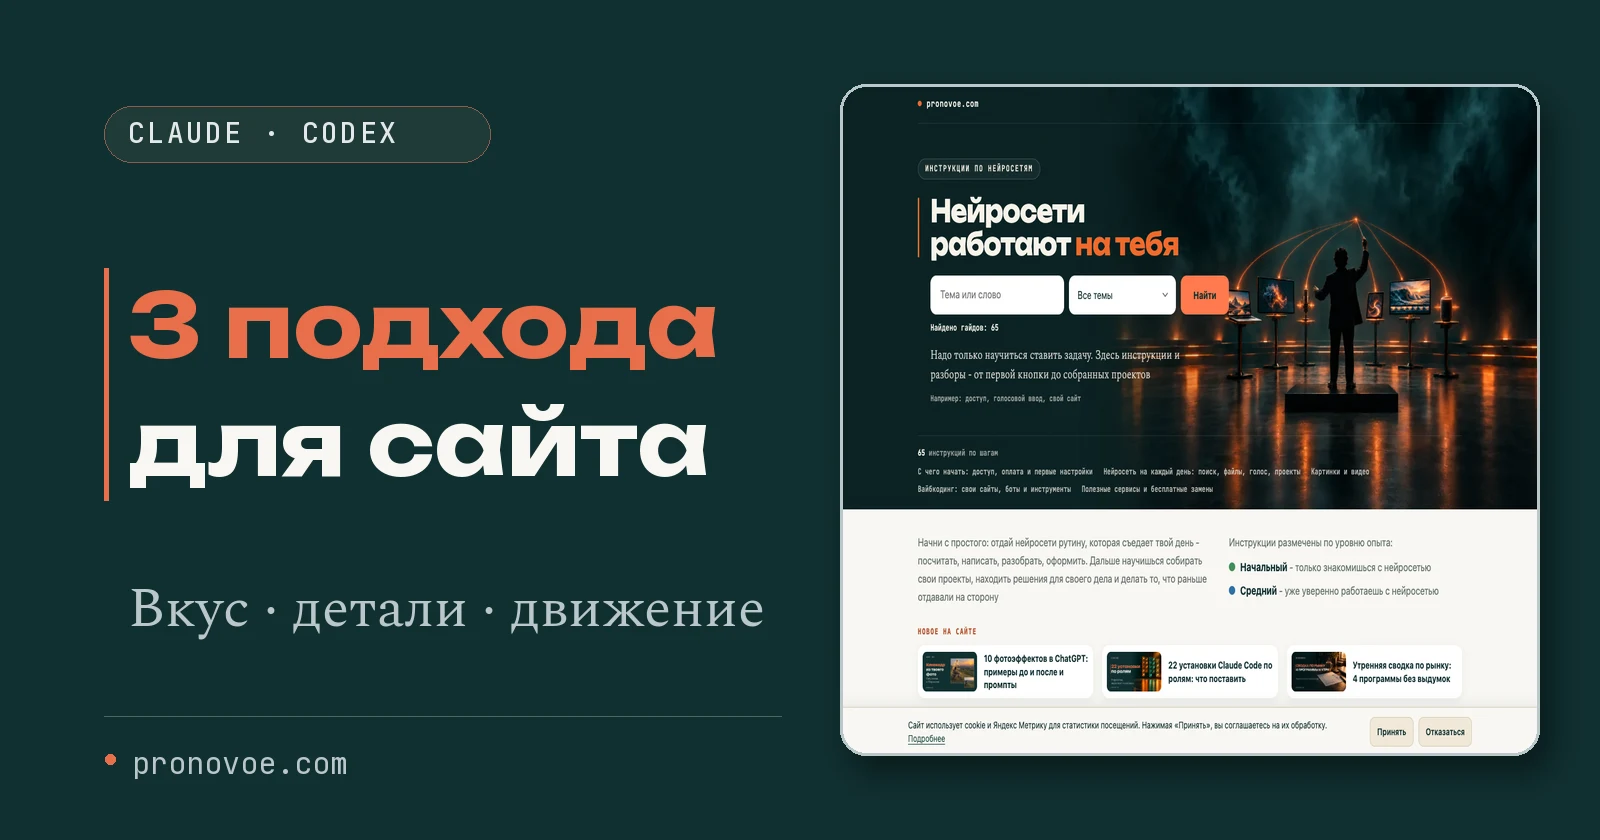 CLAUDE · CODEX
3 подхода
для сайта
Вкус · детали · движение
pronovoe.com
pronovoe.com
ИНСТРУКЦИИ ПО НЕЙРОСЕТЯМ
Нейросети
работают на тебя
Тема или слово
Все темы
Найти
Найдено гайдов: 65
Надо только научиться ставить задачу. Здесь инструкции и
разборы - от первой кнопки до собранных проектов
Например: доступ, голосовой ввод, свой сайт
65 инструкций по шагам
С чего начать: доступ, оплата и первые настройки Нейросеть на каждый день: поиск, файлы, голос, проекты Картинки и видео
Вайбкодинг: свои сайты, боты и инструменты Полезные сервисы и бесплатные замены
Начни с простого: отдай нейросети рутину, которая съедает твой день -
посчитать, написать, разобрать, оформить. Дальше научишься собирать
свои проекты, находить решения для своего дела и делать то, что раньше
отдавали на сторону
Инструкции размечены по уровню опыта:
Начальный - только знакомишься с нейросетью
Средний - уже уверенно работаешь с нейросетью
НОВОЕ НА САЙТЕ
10 фотоэффектов в ChatGPT:
примеры до и после и
промпты
22 установки Claude Code по
ролям: что поставить
Утренняя сводка по рынку:
4 программы без выдумок
Сайт использует cookie и Яндекс Метрику для статистики посещений. Нажимая «Принять», вы соглашаетесь на их обработку.
Подробнее
Принять
Отказаться